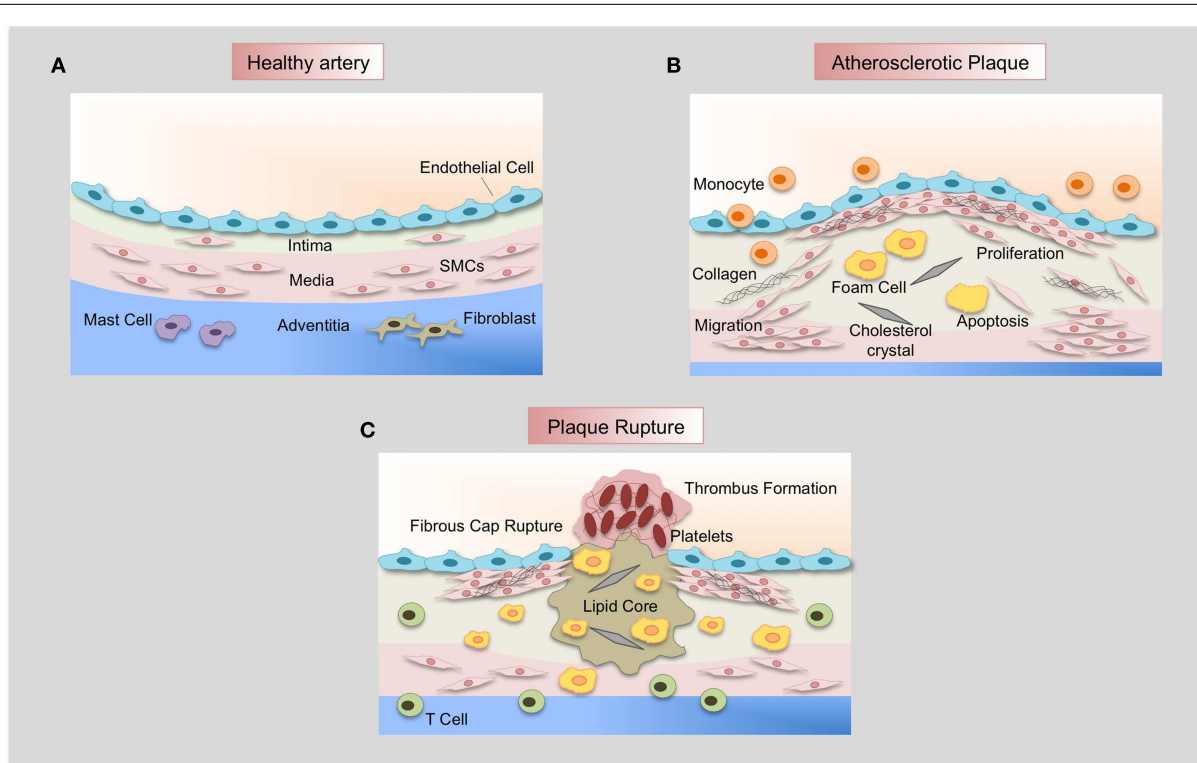 A
Healthy artery
Endothelial Cell
Intima
SMCs
Media
Mast Cell
Adventitia
Fibroblast
B
Atherosclerotic Plaque
Monocyte
Proliferation
Collagen
Foam Cell
Migration
Apoptosis
Cholesterol
crystal
C
Plaque Rupture
Thrombus Formation
Fibrous Cap Rupture
Platelets
Lipid Core
T Cell